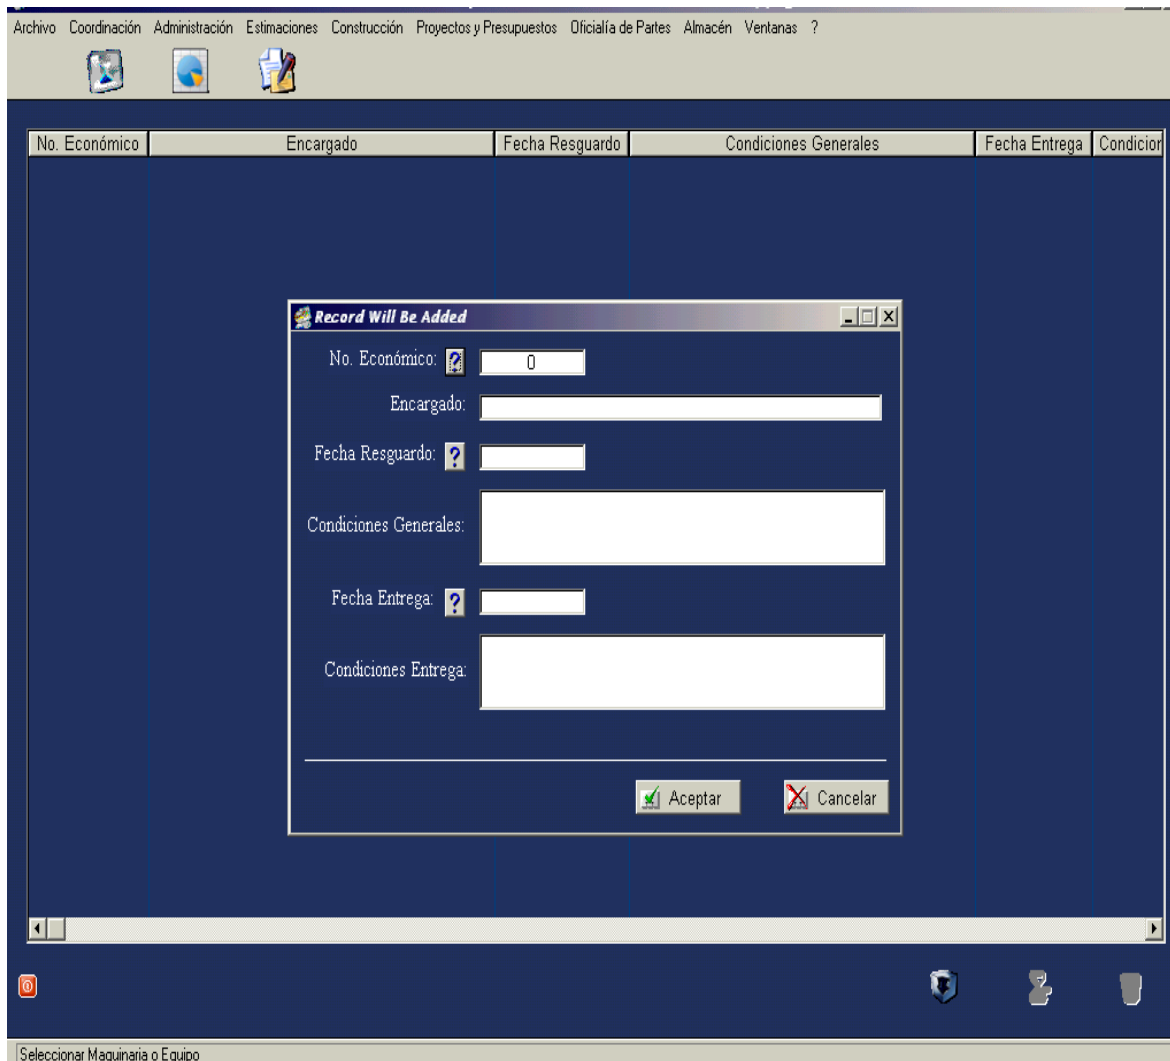 Archivo Coordinación Administración Estimaciones Construcción Proyectos y Presupuestos Oficialía de Partes Almacén Ventanas ?
No. Económico Encargado Fecha Resguardo Condiciones Generales Fecha Entrega Condicion
Record Will Be Added
No. Económico: ? 0
Encargado:
Fecha Resguardo: ?
Condiciones Generales:
Fecha Entrega: ?
Condiciones Entrega:
Aceptar Cancelar
Seleccionar Maquinaria o Equipo